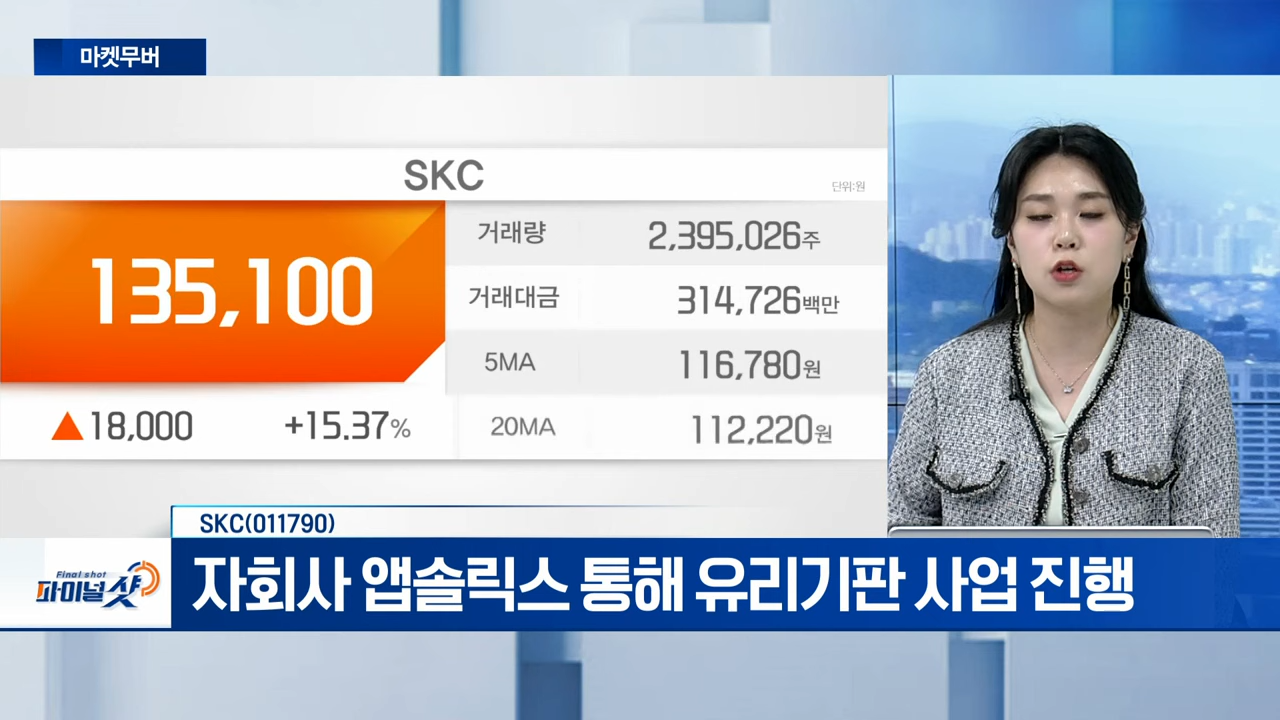 마켓무버
SKC
단위:원
135,100
▲18,000 +15.37%
거래량 2,395,026주
거래대금 314,726백만
5MA 116,780원
20MA 112,220원
SKC(011790)
Final shot
파이널샷
자회사 앱솔릭스 통해 유리기판 사업 진행